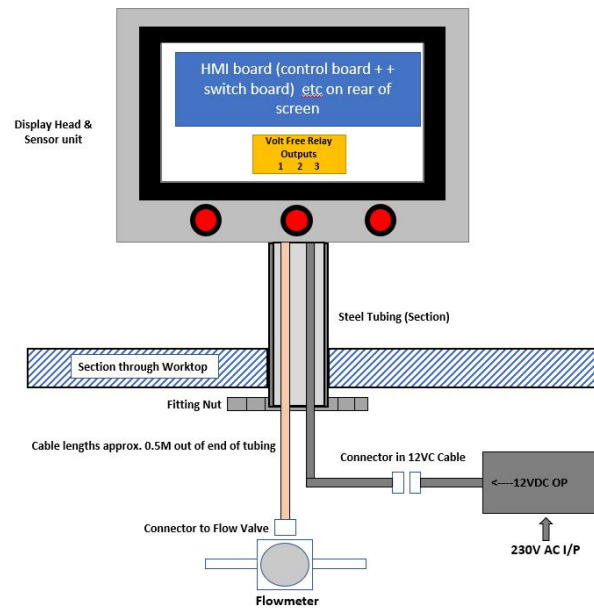 HMI board (control board + +
switch board) etc on rear of
screen
Display Head &
Sensor unit
Volt Free Relay
Outputs
1 2 3
Steel Tubing (Section)
Section through Worktop
Fitting Nut
Cable lengths approx. 0.5M out of end of tubing
Connector in 12VC Cable
<----12VDC OP
Connector to Flow Valve
230V AC I/P
Flowmeter